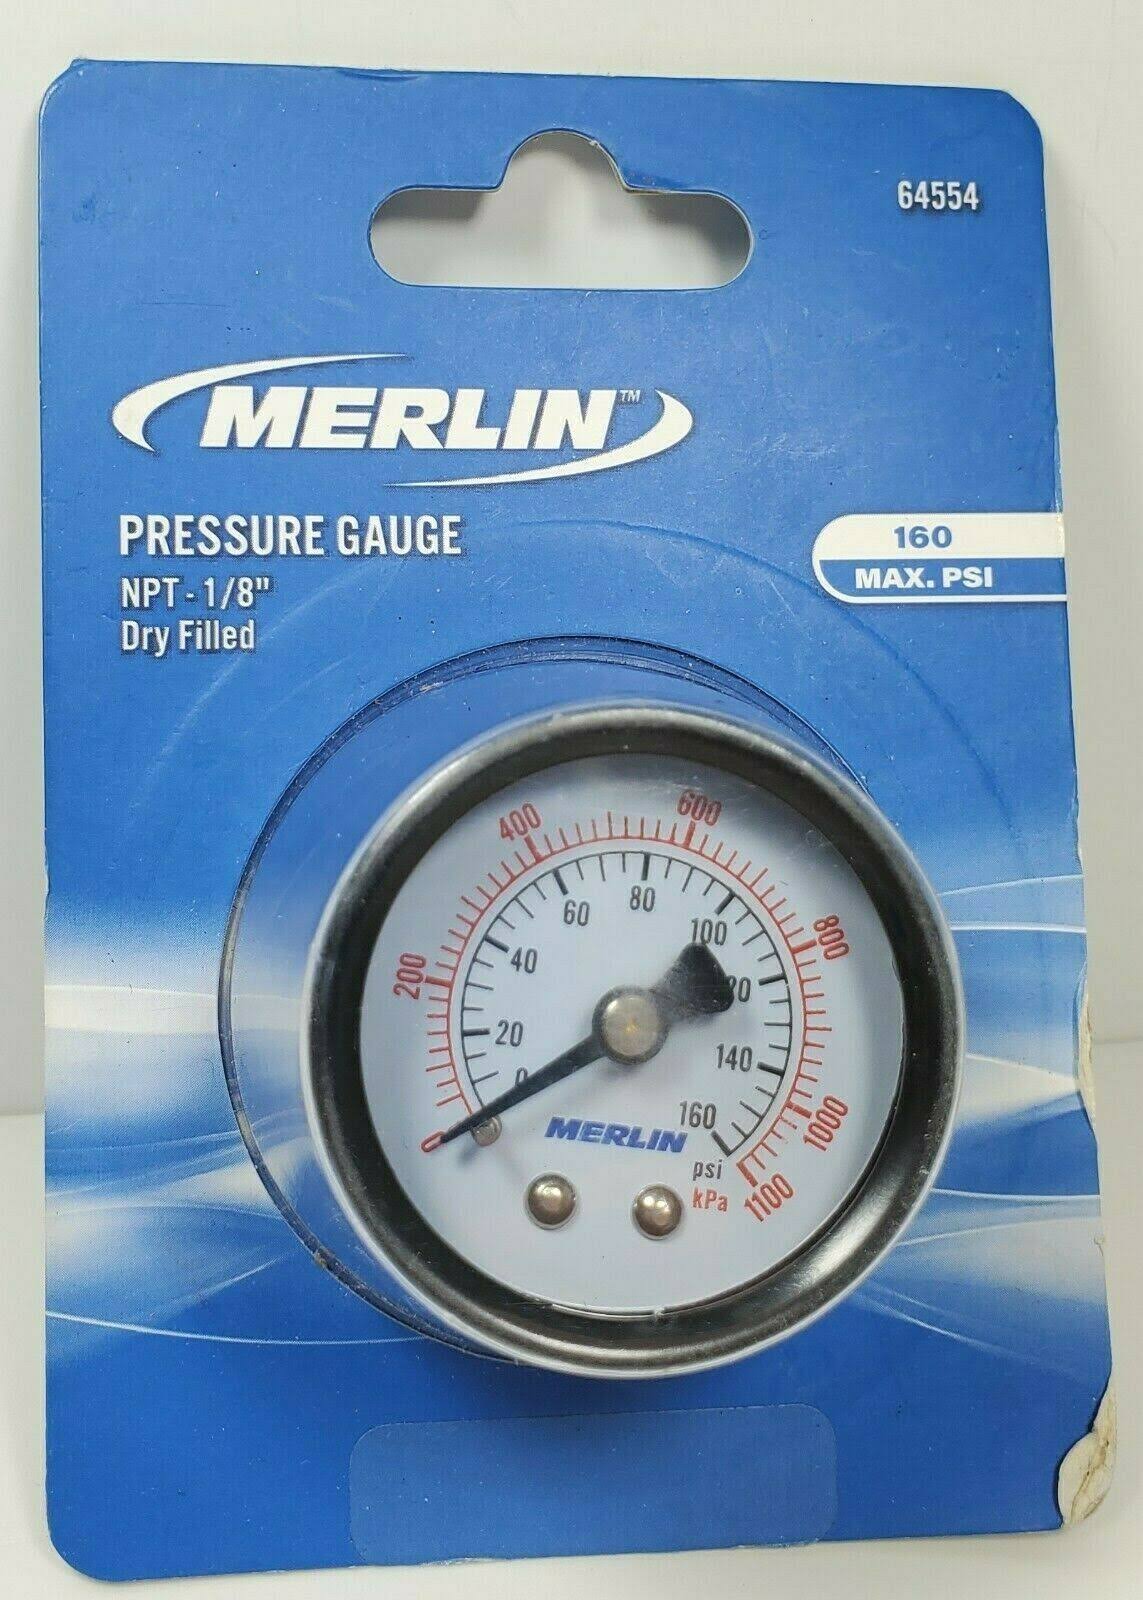 64554
MERLIN™
PRESSURE GAUGE
NPT - 1/8"
Dry Filled
160
MAX. PSI
0
200
400
600
800
1000
1100
0
20
40
60
80
100
140
160
MERLIN
psi
kPa